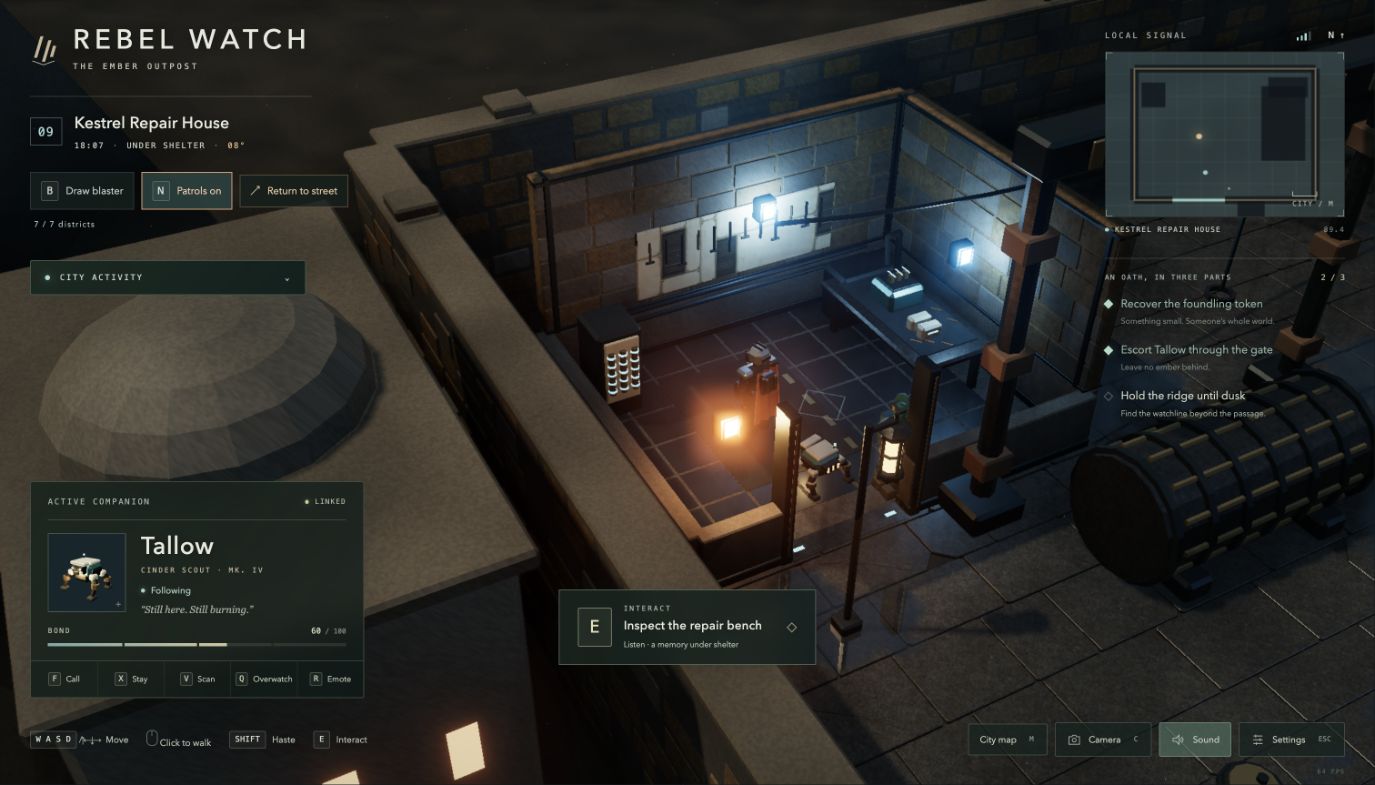 REBEL WATCH
THE EMBER OUTPOST
09
Kestrel Repair House
18:07 · UNDER SHELTER · 08°
B Draw blaster
N Patrols on
Return to street
7 / 7 districts
CITY ACTIVITY
LOCAL SIGNAL
N ↑
CITY / M
KESTREL REPAIR HOUSE 89.4
AN OATH, IN THREE PARTS 2 / 3
Recover the foundling token
Something small. Someone's whole world.
Escort Tallow through the gate
Leave no ember behind.
Hold the ridge until dusk
Find the watchline beyond the passage.
ACTIVE COMPANION
LINKED
Tallow
CINDER SCOUT · MK. IV
Following
"Still here. Still burning."
BOND 60 / 100
F Call
X Stay
V Scan
Q Overwatch
R Emote
E
INTERACT
Inspect the repair bench
Listen · a memory under shelter
W A S D Move
Click to walk
SHIFT Haste
E Interact
City map M
Camera C
Sound
Settings ESC
64 FPS